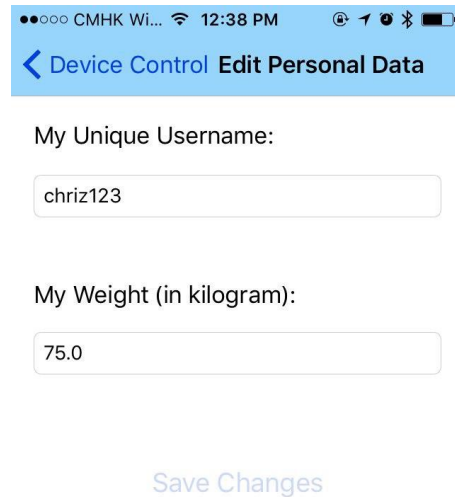 CMHK Wi... 12:38 PM
Device Control Edit Personal Data
My Unique Username:
chriz123
My Weight (in kilogram):
75.0
Save Changes